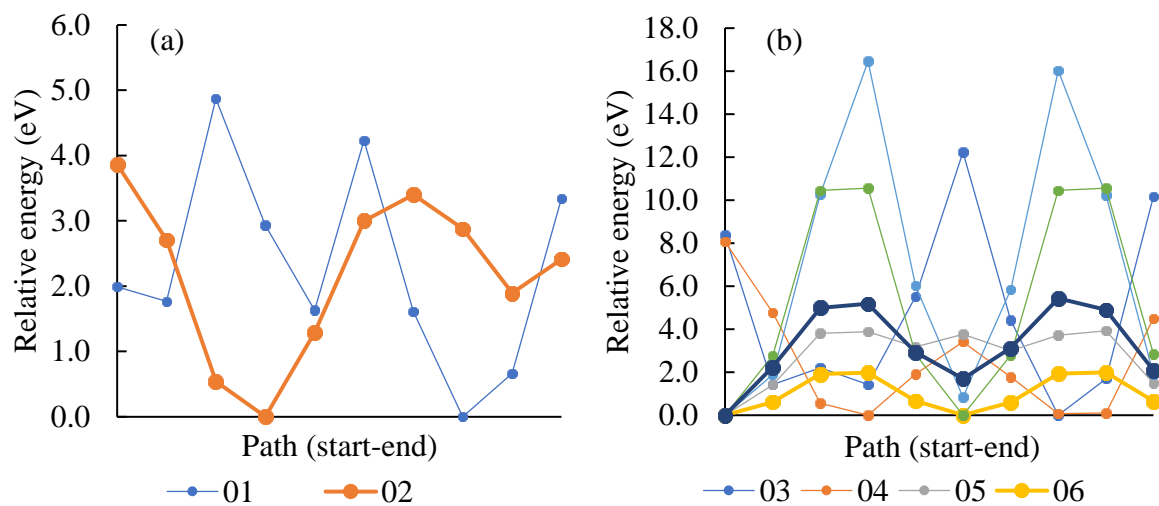 (a)
Relative energy (eV)
6.0
5.0
4.0
3.0
2.0
1.0
0.0
Path (start-end)
01 02
(b)
Relative energy (eV)
18.0
16.0
14.0
12.0
10.0
8.0
6.0
4.0
2.0
0.0
Path (start-end)
03 04 05 06